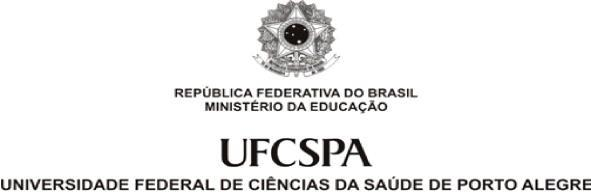 REPÚBLICA FEDERATIVA DO BRASIL
MINISTÉRIO DA EDUCAÇÃO
UFCSPA
UNIVERSIDADE FEDERAL DE CIÊNCIAS DA SAÚDE DE PORTO ALEGRE